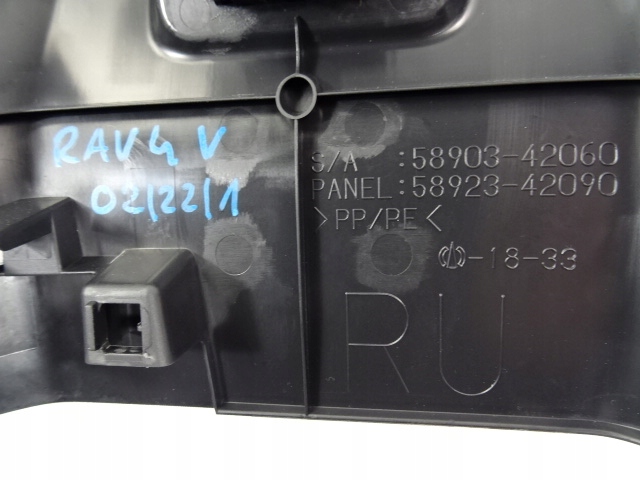 RAV4 V
02/22/1
S/A :58903-42060
PANEL:58923-42090
>PP/PE<
-18-33
RU